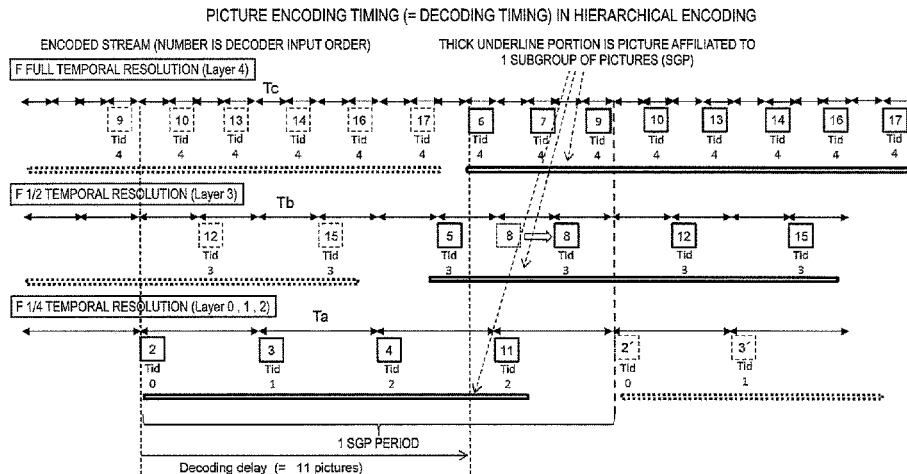 PICTURE ENCODING TIMING (= DECODING TIMING) IN HIERARCHICAL ENCODING
ENCODED STREAM (NUMBER IS DECODER INPUT ORDER)
THICK UNDERLINE PORTION IS PICTURE AFFILIATED TO
1 SUBGROUP OF PICTURES (SGP)
F FULL TEMPORAL RESOLUTION (Layer 4)
Tc
9 10 13 14 16 17 6 7 9 10 13 14 16 17
Tid Tid Tid Tid Tid Tid Tid Tid Tid Tid Tid Tid Tid Tid
4 4 4 4 4 4 4 4 4 4 4 4 4 4
F 1/2 TEMPORAL RESOLUTION (Layer 3)
Tb
12 15 5 8 8 12 15
Tid Tid Tid Tid Tid Tid
3 3 3 3 3 3
F 1/4 TEMPORAL RESOLUTION (Layer 0 , 1 , 2)
Ta
2 3 4 11 2´ 3´
Tid Tid Tid Tid Tid Tid
0 1 2 2 0 1
1 SGP PERIOD
Decoding delay (= 11 pictures)